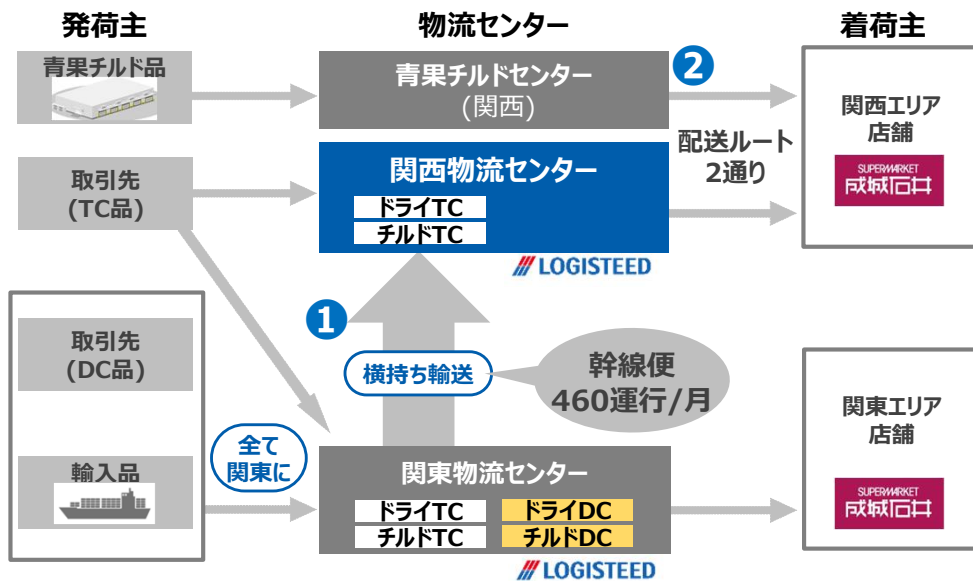 発荷主
物流センター
着荷主
青果チルド品
青果チルドセンター
(関西)
2
関西エリア
店舗
SUPERMARKET
成城石井
配送ルート
2通り
取引先
(TC品)
関西物流センター
ドライTC
チルドTC
LOGISTEED
1
横持ち輸送
幹線便
460運行/月
取引先
(DC品)
輸入品
全て
関東に
関東物流センター
ドライTC
ドライDC
チルドTC
チルドDC
LOGISTEED
関東エリア
店舗
SUPERMARKET
成城石井